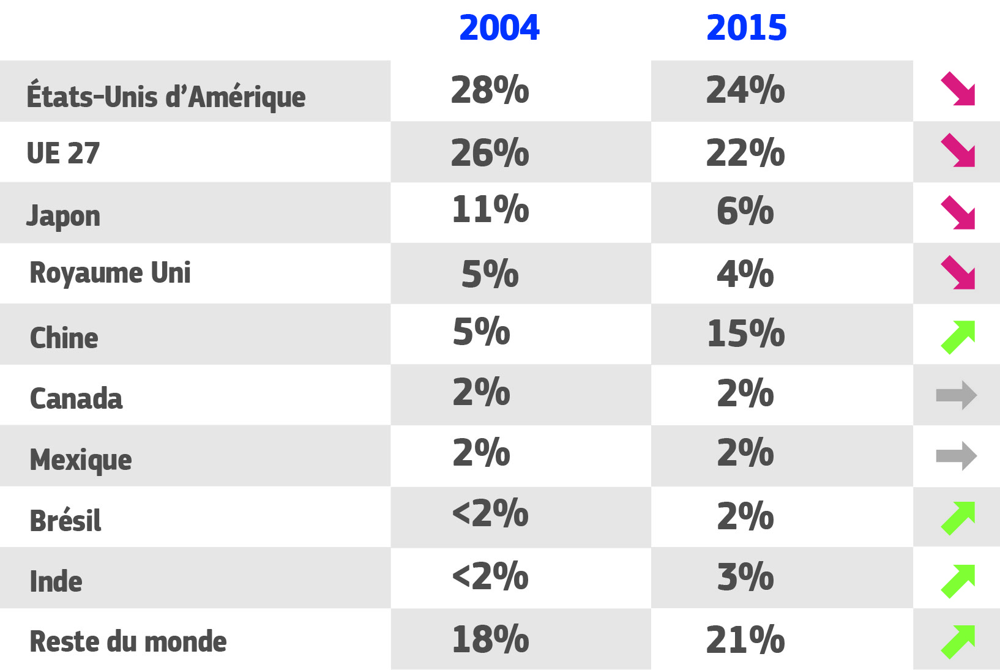 2004 2015
États-Unis d’Amérique 28% 24%
UE 27 26% 22%
Japon 11% 6%
Royaume Uni 5% 4%
Chine 5% 15%
Canada 2% 2%
Mexique 2% 2%
Brésil <2% 2%
Inde <2% 3%
Reste du monde 18% 21%